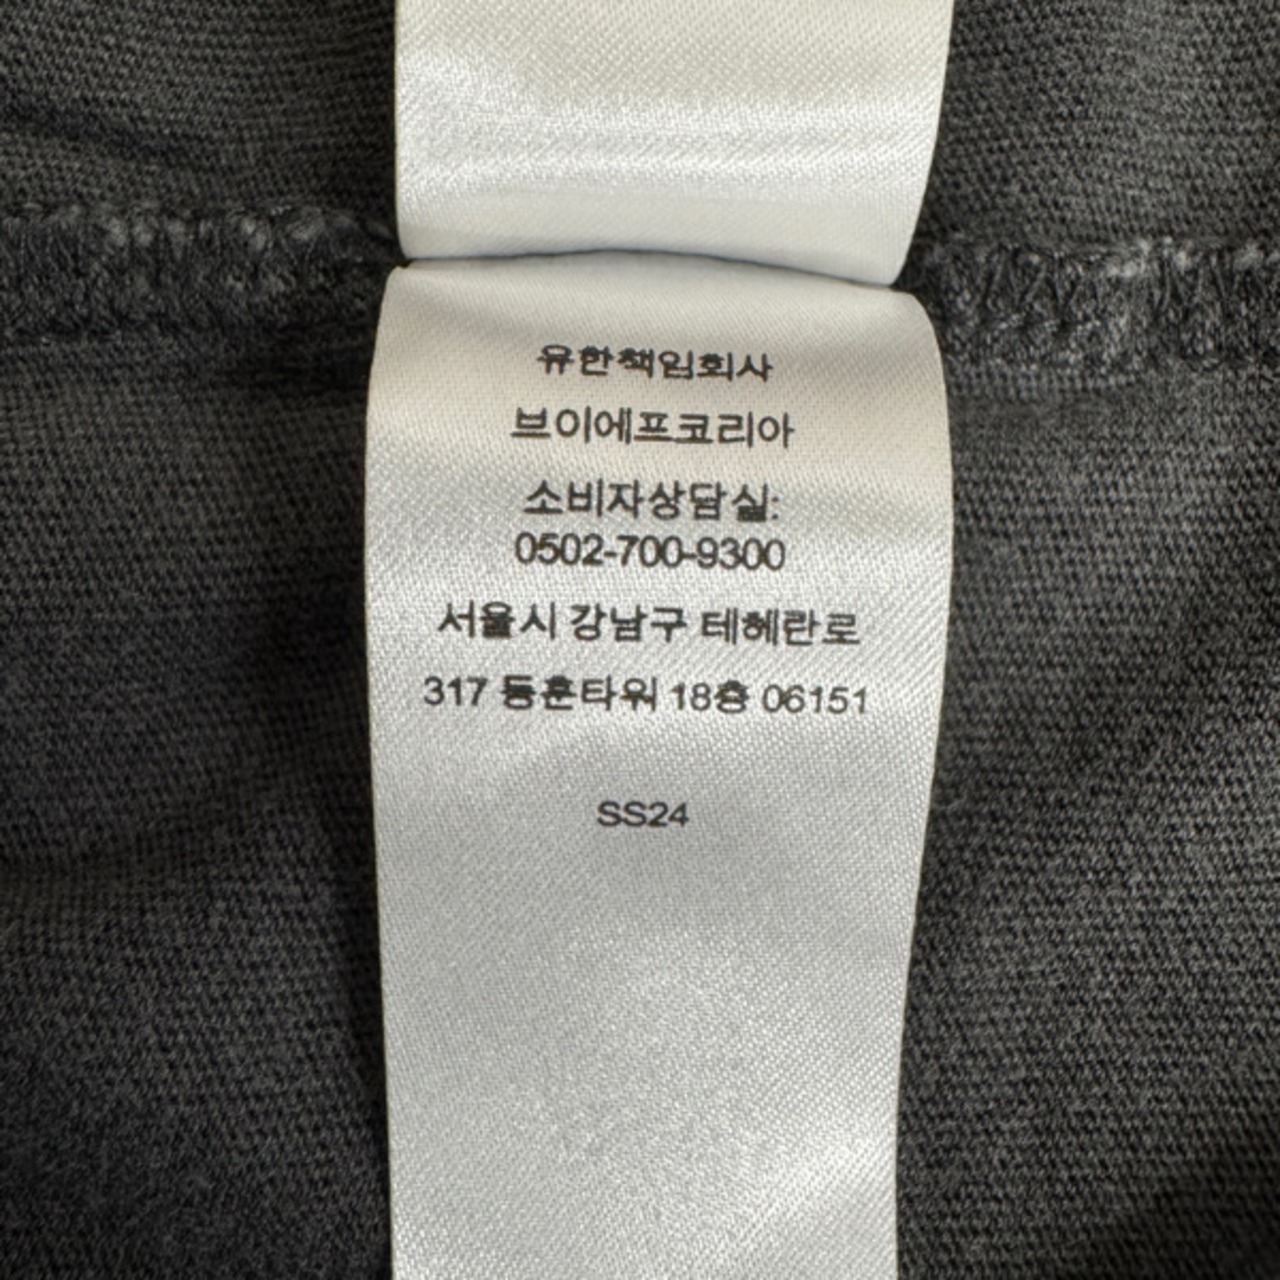 유한책임회사
브이에프코리아
소비자상담실:
0502-700-9300
서울시 강남구 테헤란로
317 동훈타워 18층 06151
SS24